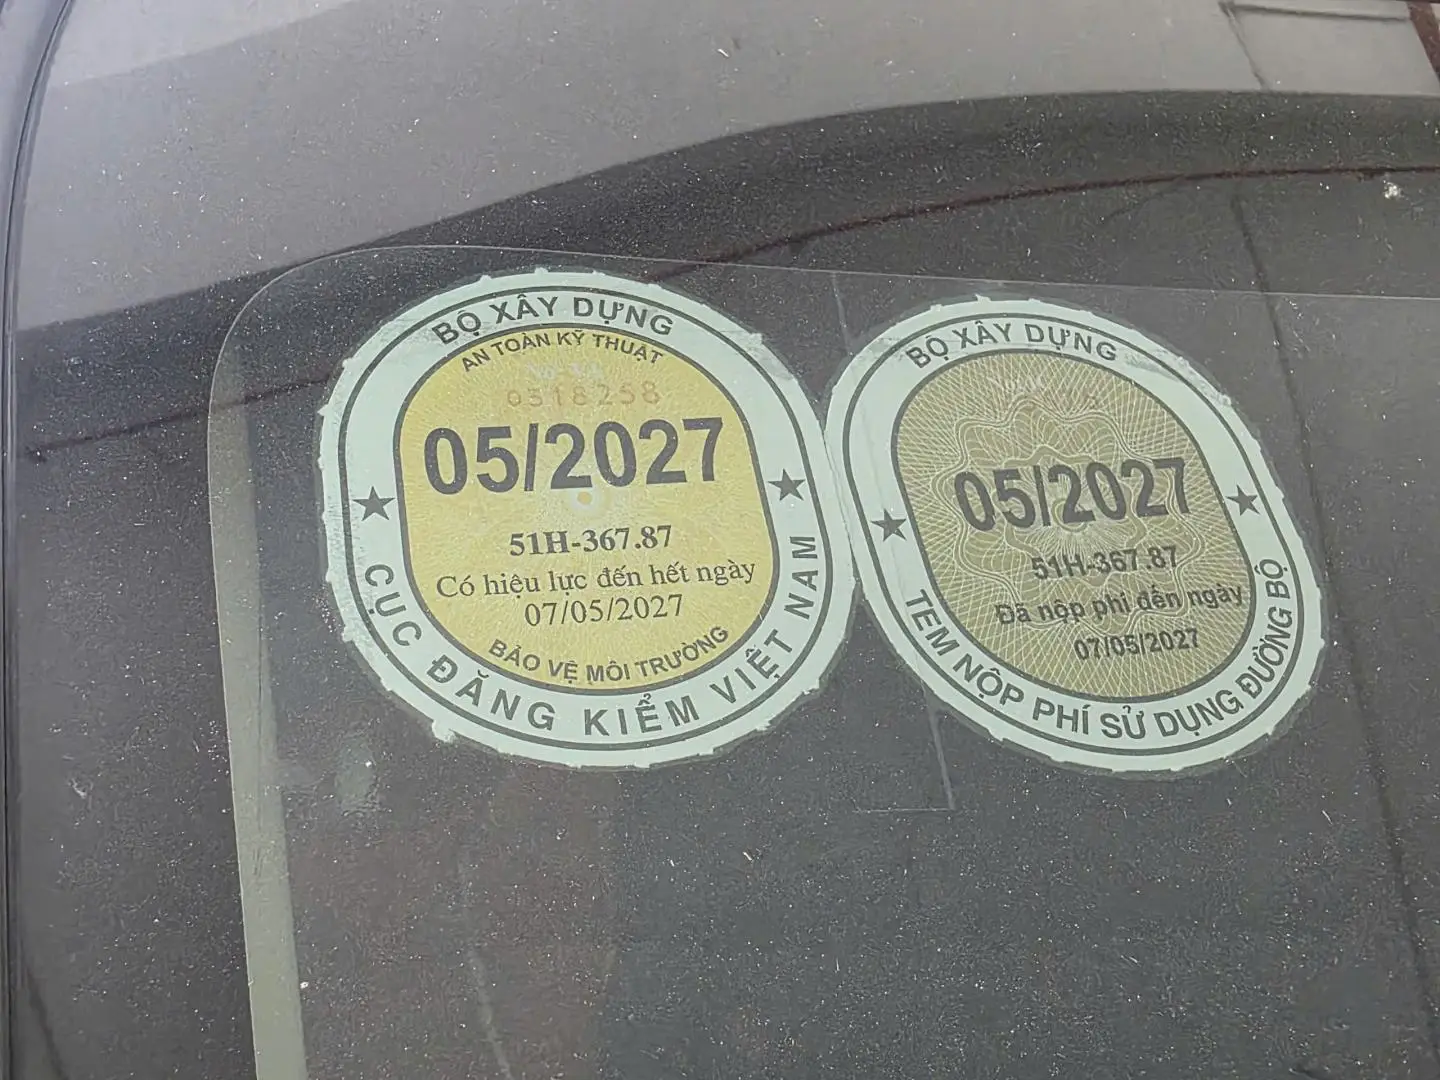 BỘ XÂY DỰNG
AN TOÀN KỸ THUẬT
0518258
05/2027
51H-367.87
Có hiệu lực đến hết ngày
07/05/2027
BẢO VỆ MÔI TRƯỜNG
CỤC ĐĂNG KIỂM VIỆT NAM
BỘ XÂY DỰNG
05/2027
51H-367.87
Đã nộp phí đến ngày
07/05/2027
TEM NỘP PHÍ SỬ DỤNG ĐƯỜNG BỘ